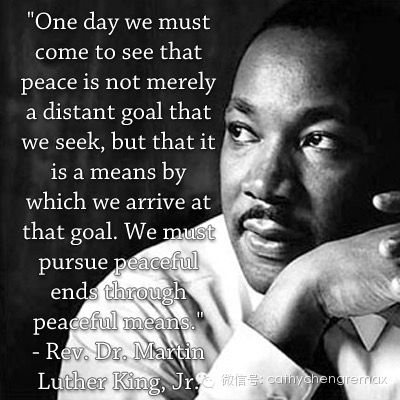 "One day we must
come to see that
peace is not merely
a distant goal that
we seek, but that it
is a means by
which we arrive at
that goal. We must
pursue peaceful
ends through
peaceful means."
- Rev. Dr. Martin
Luther King, Jr.
微信号: cathychengremax